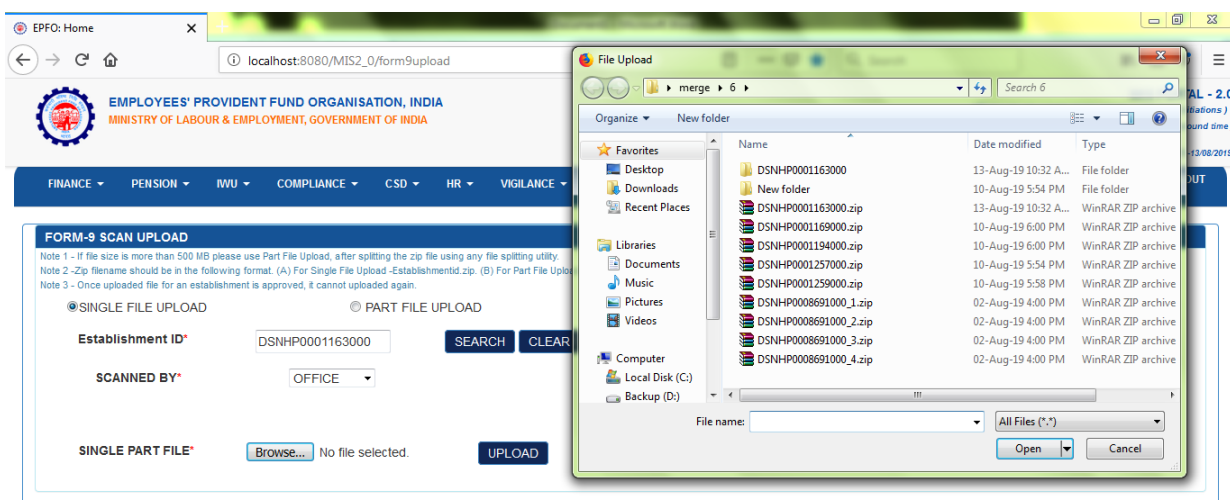 EPFO: Home
localhost:8080/MIS2_0/form9upload
EMPLOYEES' PROVIDENT FUND ORGANISATION, INDIA
MINISTRY OF LABOUR & EMPLOYMENT, GOVERNMENT OF INDIA
AL - 2.0
ound time
-13/08/2019
FINANCE PENSION IWU COMPLIANCE CSD HR VIGILANCE OUT
FORM-9 SCAN UPLOAD
Note 1 - If file size is more than 500 MB please use Part File Upload, after splitting the zip file using any file splitting utility.
Note 2 -Zip filename should be in the following format. (A) For Single File Upload -Establishmentid.zip. (B) For Part File Uplo
Note 3 - Once uploaded file for an establishment is approved, it cannot uploaded again.
SINGLE FILE UPLOAD PART FILE UPLOAD
Establishment ID* DSNHP0001163000 SEARCH CLEAR
SCANNED BY* OFFICE
SINGLE PART FILE* Browse... No file selected. UPLOAD
File Upload
merge 6 Search 6
Organize New folder
Favorites
Desktop
Downloads
Recent Places
Libraries
Documents
Music
Pictures
Videos
Computer
Local Disk (C:)
Backup (D:)
Name Date modified Type
DSNHP0001163000 13-Aug-19 10:32 A... File folder
New folder 10-Aug-19 5:54 PM File folder
DSNHP0001163000.zip 13-Aug-19 10:32 A... WinRAR ZIP archive
DSNHP0001169000.zip 10-Aug-19 6:00 PM WinRAR ZIP archive
DSNHP0001194000.zip 10-Aug-19 6:00 PM WinRAR ZIP archive
DSNHP0001257000.zip 10-Aug-19 5:54 PM WinRAR ZIP archive
DSNHP0001259000.zip 10-Aug-19 5:58 PM WinRAR ZIP archive
DSNHP0008691000_1.zip 02-Aug-19 4:00 PM WinRAR ZIP archive
DSNHP0008691000_2.zip 02-Aug-19 4:00 PM WinRAR ZIP archive
DSNHP0008691000_3.zip 02-Aug-19 4:00 PM WinRAR ZIP archive
DSNHP0008691000_4.zip 02-Aug-19 4:00 PM WinRAR ZIP archive
File name: All Files (*.*)
Open Cancel